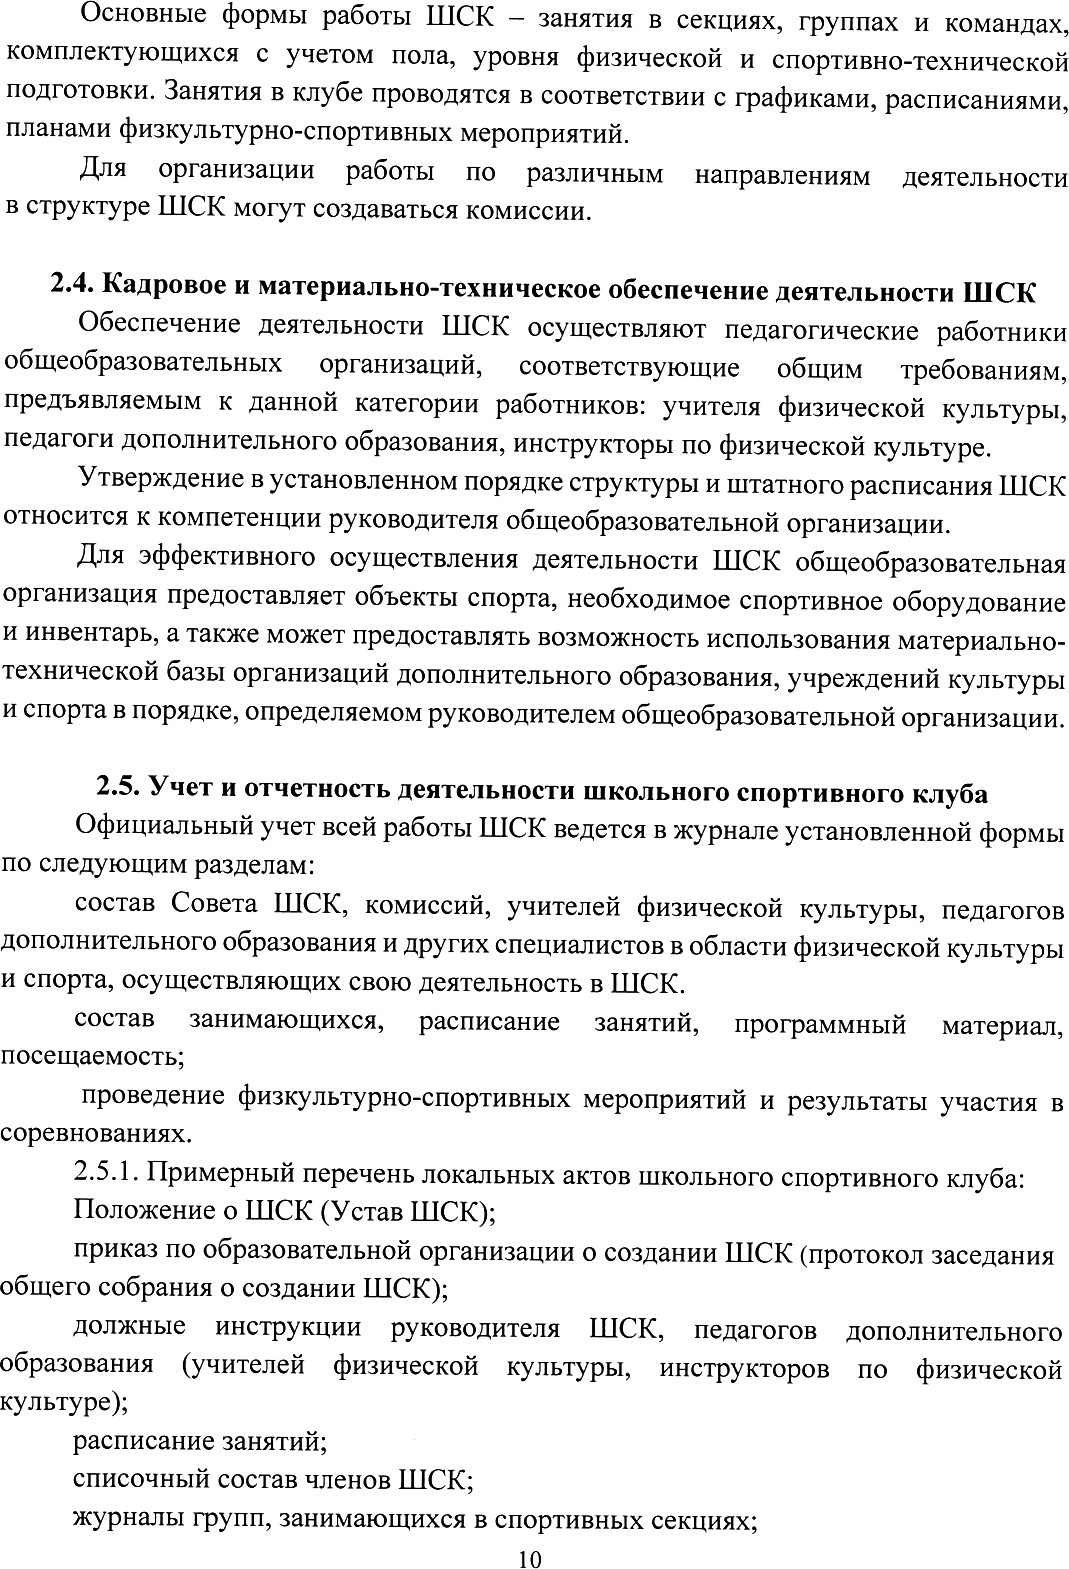 Основные формы работы ШСК – занятия в секциях, группах и командах,
комплектующихся с учетом пола, уровня физической и спортивно-технической
подготовки. Занятия в клубе проводятся в соответствии с графиками, расписаниями,
планами физкультурно-спортивных мероприятий.
Для организации работы по различным направлениям деятельности
в структуре ШСК могут создаваться комиссии.
2.4. Кадровое и материально-техническое обеспечение деятельности ШСК
Обеспечение деятельности ШСК осуществляют педагогические работники
общеобразовательных организаций, соответствующие общим требованиям,
предъявляемым к данной категории работников: учителя физической культуры,
педагоги дополнительного образования, инструкторы по физической культуре.
Утверждение в установленном порядке структуры и штатного расписания ШСК
относится к компетенции руководителя общеобразовательной организации.
Для эффективного осуществления деятельности ШСК общеобразовательная
организация предоставляет объекты спорта, необходимое спортивное оборудование
и инвентарь, а также может предоставлять возможность использования материально-
технической базы организаций дополнительного образования, учреждений культуры
и спорта в порядке, определяемом руководителем общеобразовательной организации.
2.5. Учет и отчетность деятельности школьного спортивного клуба
Официальный учет всей работы ШСК ведется в журнале установленной формы
по следующим разделам:
состав Совета ШСК, комиссий, учителей физической культуры, педагогов
дополнительного образования и других специалистов в области физической культуры
и спорта, осуществляющих свою деятельность в ШСК.
состав занимающихся, расписание занятий, программный материал,
посещаемость;
проведение физкультурно-спортивных мероприятий и результаты участия в
соревнованиях.
2.5.1. Примерный перечень локальных актов школьного спортивного клуба:
Положение о ШСК (Устав ШСК);
приказ по образовательной организации о создании ШСК (протокол заседания
общего собрания о создании ШСК);
должные инструкции руководителя ШСК, педагогов дополнительного
образования (учителей физической культуры, инструкторов по физической
культуре);
расписание занятий;
списочный состав членов ШСК;
журналы групп, занимающихся в спортивных секциях;
10